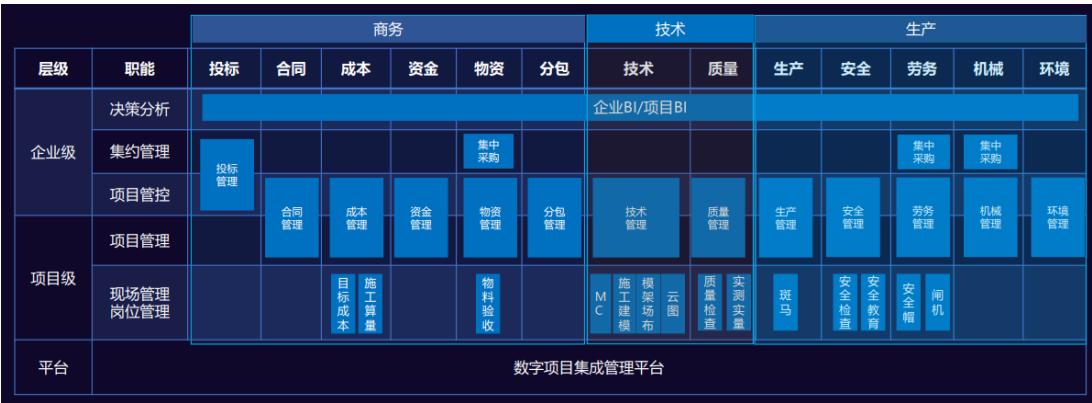 商务 技术 生产
层级 职能 投标 合同 成本 资金 物资 分包 技术 质量 生产 安全 劳务 机械 环境
企业级
决策分析
企业BI/项目BI
集约管理
投标
管理
集中
采购
集中
采购
集中
采购
项目管控
合同
管理
成本
管理
资金
管理
物资
管理
分包
管理
技术
管理
质量
管理
生产
管理
安全
管理
劳务
管理
机械
管理
环境
管理
项目级
项目管理
现场管理
岗位管理
目标成本
施工算量
物料验收
MC
施工建模
模架场布
云图
质量检查
实测实量
斑马
安全检查
安全教育
安全帽
闸机
平台
数字项目集成管理平台